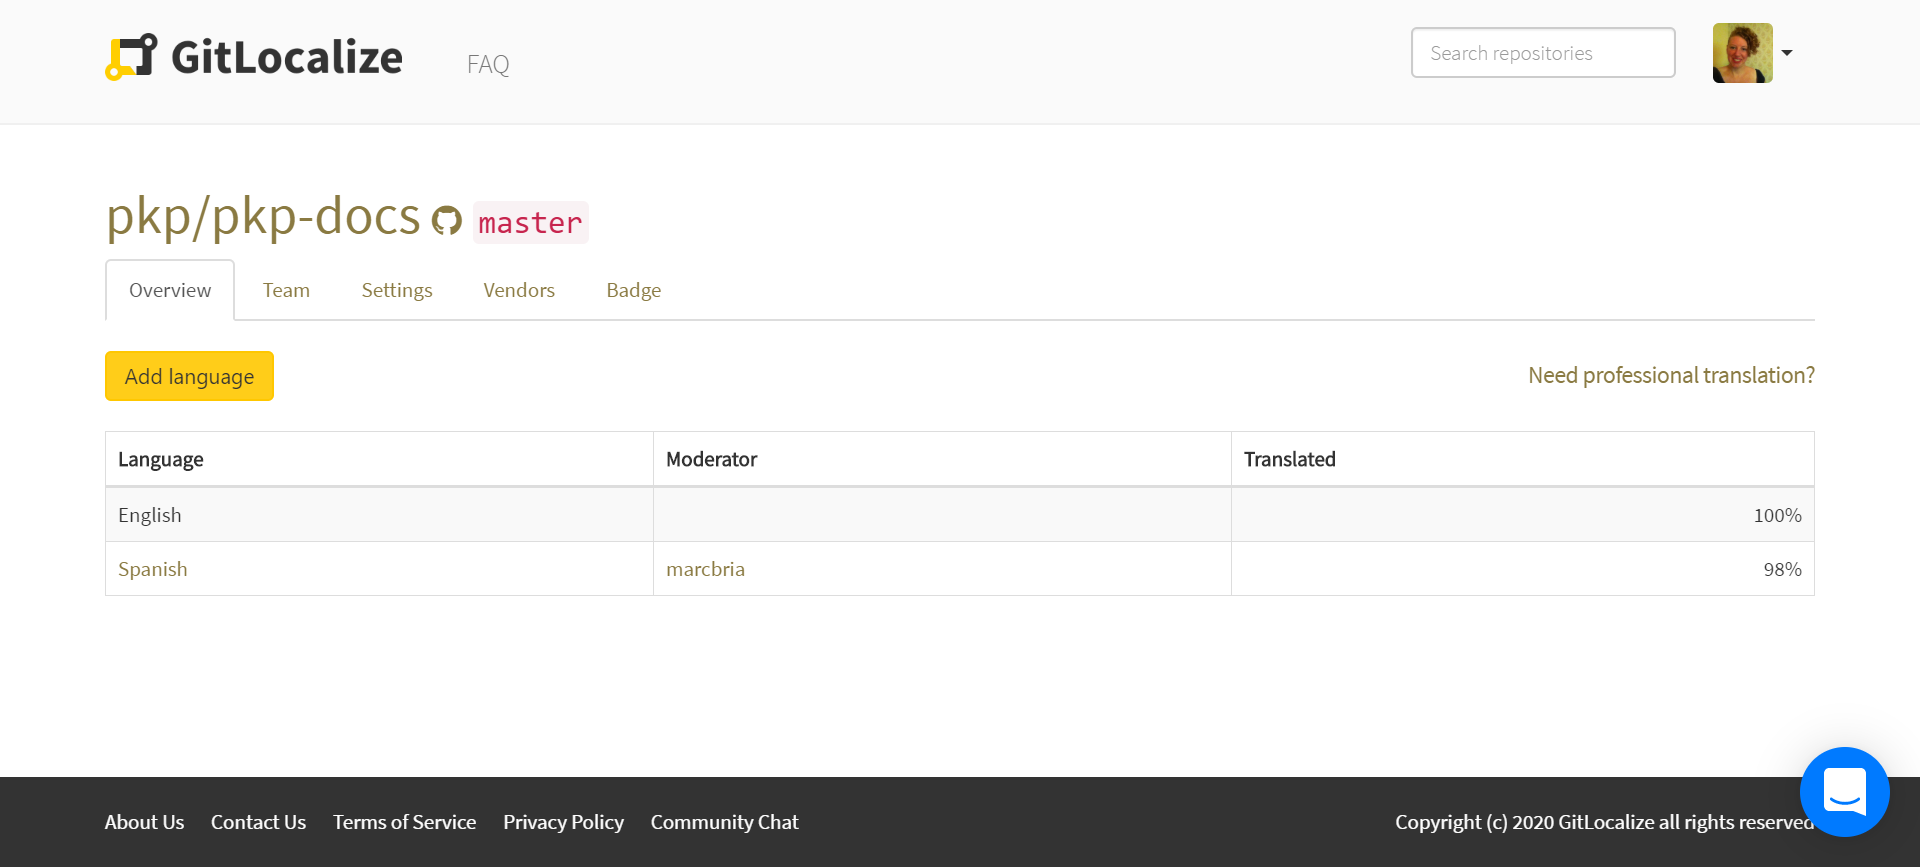 GitLocalize FAQ Search repositories
pkp/pkp-docs master
Overview Team Settings Vendors Badge
Add language Need professional translation?
Language Moderator Translated
English 100%
Spanish marcbria 98%
About Us Contact Us Terms of Service Privacy Policy Community Chat Copyright (c) 2020 GitLocalize all rights reserved